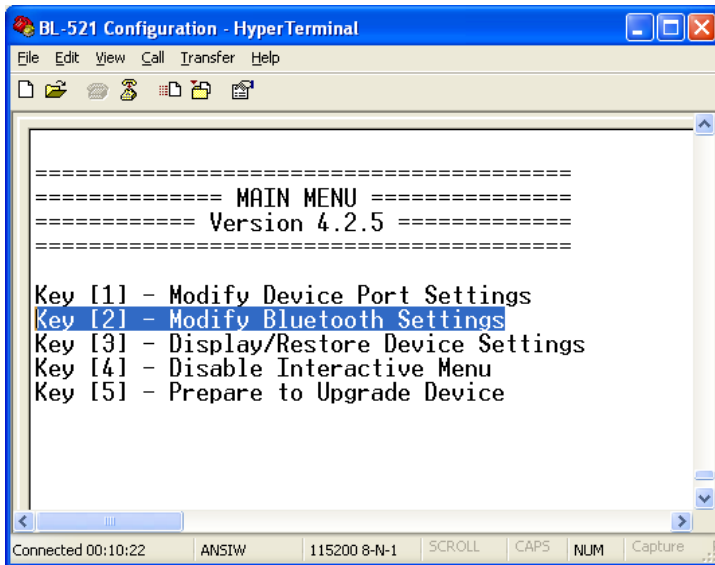 BL-521 Configuration - HyperTerminal
File Edit View Call Transfer Help
========================================
============== MAIN MENU ===============
============ Version 4.2.5 =============
========================================
Key [1] - Modify Device Port Settings
Key [2] - Modify Bluetooth Settings
Key [3] - Display/Restore Device Settings
Key [4] - Disable Interactive Menu
Key [5] - Prepare to Upgrade Device
Connected 00:10:22 ANSIW 115200 8-N-1 SCROLL CAPS NUM Capture